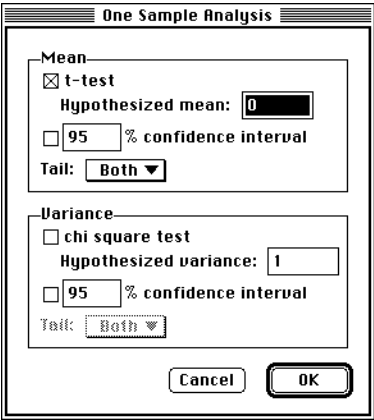 One Sample Analysis
Mean
t-test
Hypothesized mean: 0
95 % confidence interval
Tail: Both
Variance
chi square test
Hypothesized variance: 1
95 % confidence interval
Tail: Both
Cancel OK